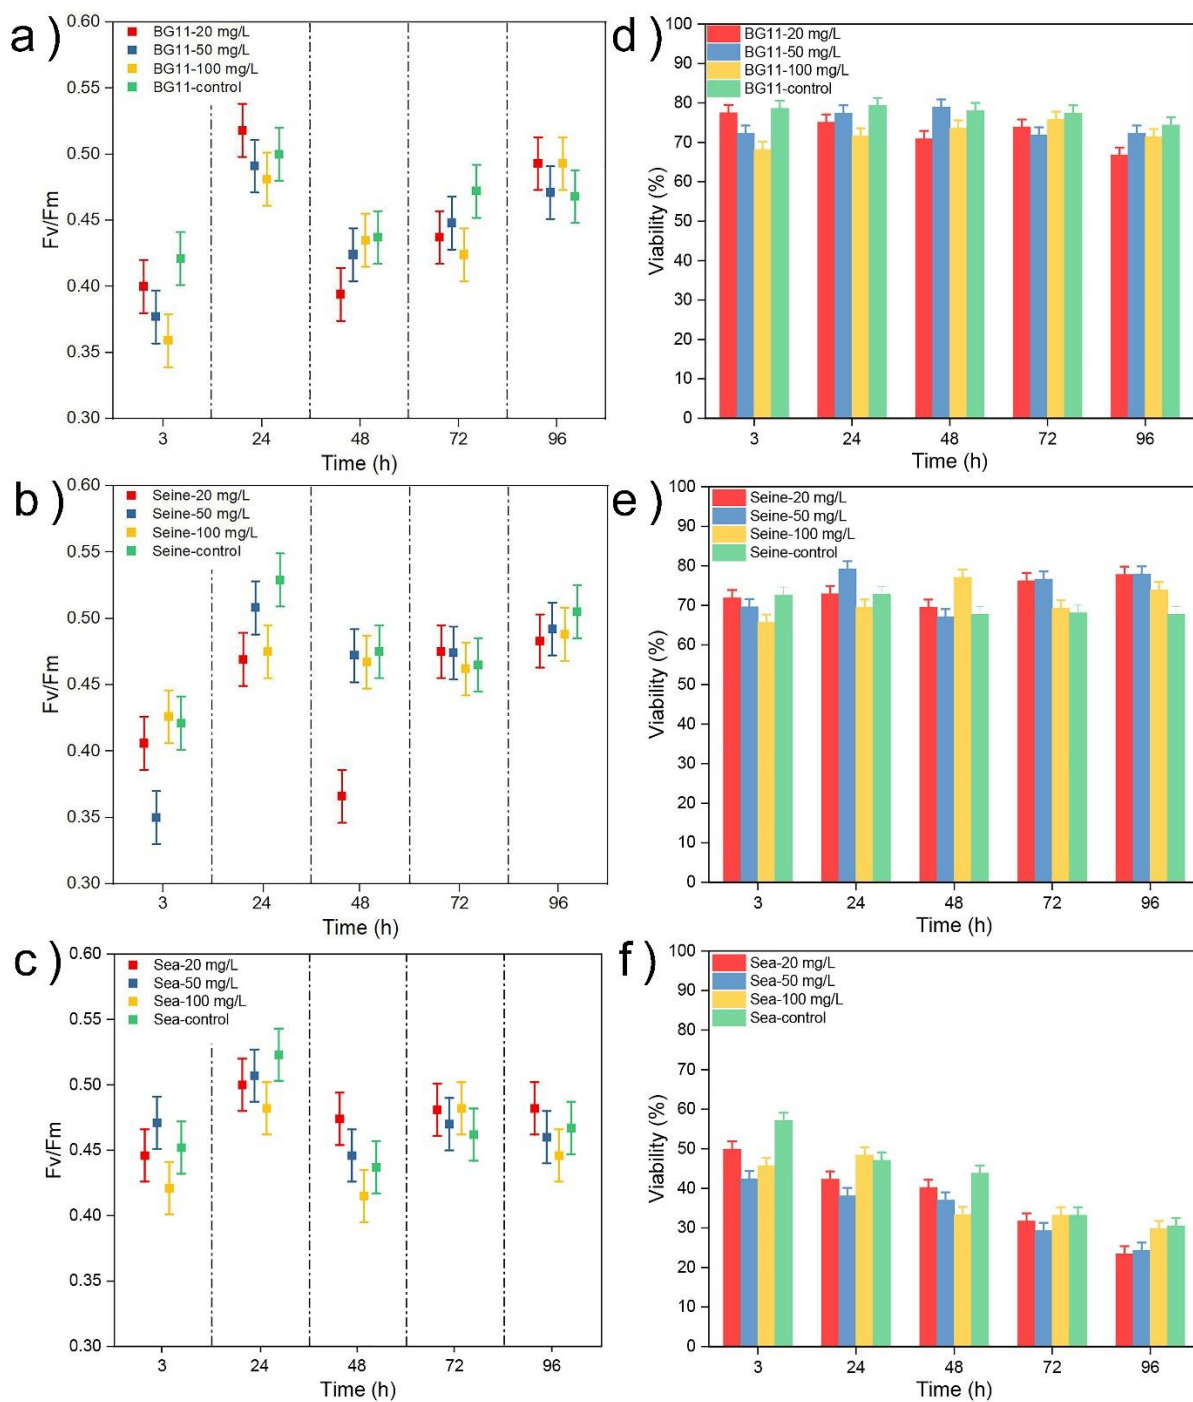 a )
0.60
0.55
0.50
0.45
0.40
0.35
0.30
Fv/Fm
BG11-20 mg/L
BG11-50 mg/L
BG11-100 mg/L
BG11-control
3 24 48 72 96
Time (h)
d )
100
90
80
70
60
50
40
30
20
10
0
Viability (%)
BG11-20 mg/L
BG11-50 mg/L
BG11-100 mg/L
BG11-control
3 24 48 72 96
Time (h)
b )
0.60
0.55
0.50
0.45
0.40
0.35
0.30
Fv/Fm
Seine-20 mg/L
Seine-50 mg/L
Seine-100 mg/L
Seine-control
3 24 48 72 96
Time (h)
e )
100
90
80
70
60
50
40
30
20
10
0
Viability (%)
Seine-20 mg/L
Seine-50 mg/L
Seine-100 mg/L
Seine-control
3 24 48 72 96
Time (h)
c )
0.60
0.55
0.50
0.45
0.40
0.35
0.30
Fv/Fm
Sea-20 mg/L
Sea-50 mg/L
Sea-100 mg/L
Sea-control
3 24 48 72 96
Time (h)
f )
100
90
80
70
60
50
40
30
20
10
0
Viability (%)
Sea-20 mg/L
Sea-50 mg/L
Sea-100 mg/L
Sea-control
3 24 48 72 96
Time (h)